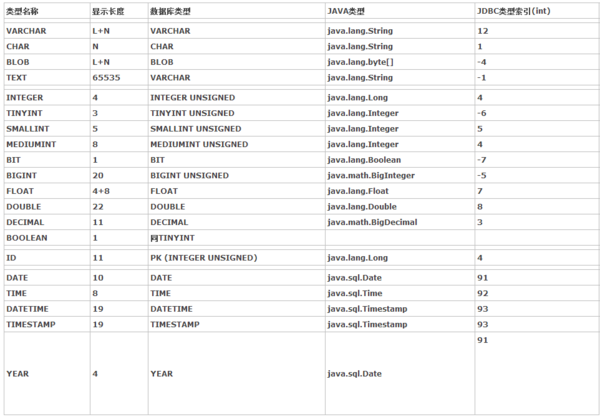 类型名称 显示长度 数据库类型 JAVA类型 JDBC类型索引(int)
VARCHAR L+N VARCHAR java.lang.String 12
CHAR N CHAR java.lang.String 1
BLOB L+N BLOB java.lang.byte[] -4
TEXT 65535 VARCHAR java.lang.String -1
INTEGER 4 INTEGER UNSIGNED java.lang.Long 4
TINYINT 3 TINYINT UNSIGNED java.lang.Integer -6
SMALLINT 5 SMALLINT UNSIGNED java.lang.Integer 5
MEDIUMINT 8 MEDIUMINT UNSIGNED java.lang.Integer 4
BIT 1 BIT java.lang.Boolean -7
BIGINT 20 BIGINT UNSIGNED java.math.BigInteger -5
FLOAT 4+8 FLOAT java.lang.Float 7
DOUBLE 22 DOUBLE java.lang.Double 8
DECIMAL 11 DECIMAL java.math.BigDecimal 3
BOOLEAN 1 同TINYINT
ID 11 PK (INTEGER UNSIGNED) java.lang.Long 4
DATE 10 DATE java.sql.Date 91
TIME 8 TIME java.sql.Time 92
DATETIME 19 DATETIME java.sql.Timestamp 93
TIMESTAMP 19 TIMESTAMP java.sql.Timestamp 93
YEAR 4 YEAR java.sql.Date 91